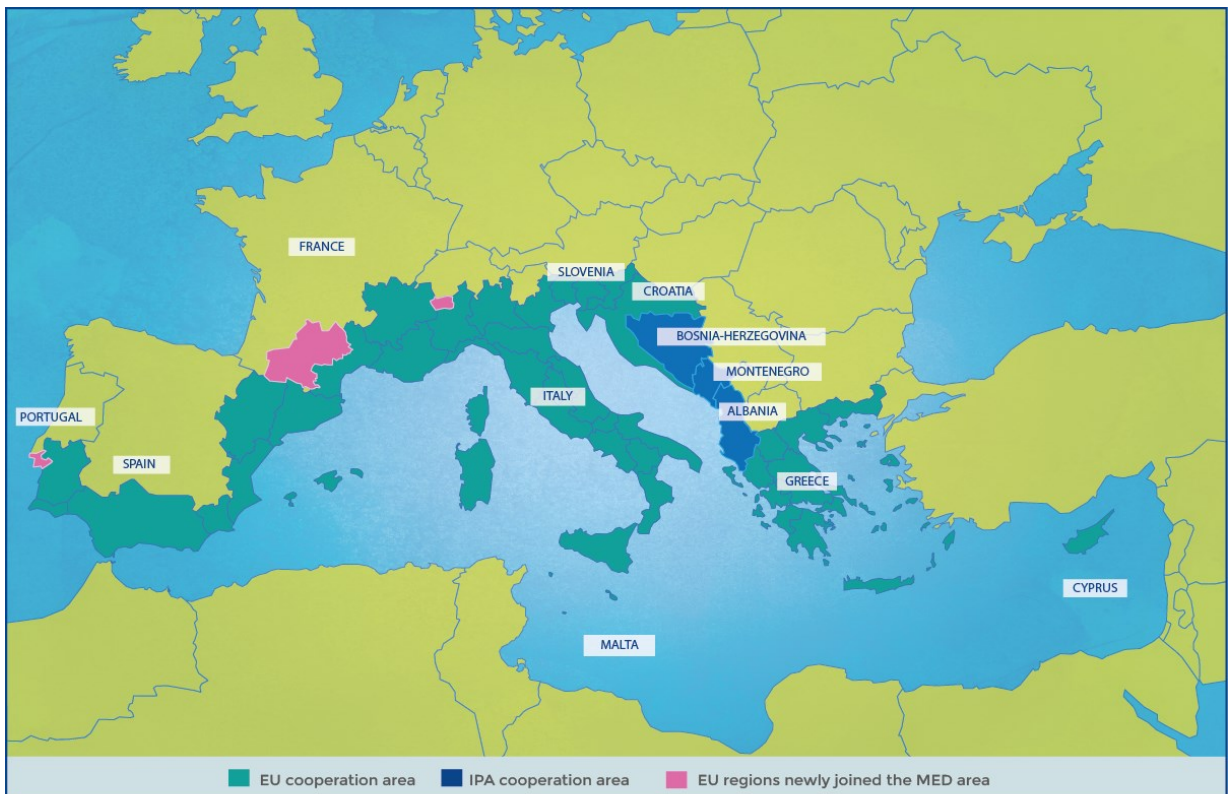 FRANCE
SLOVENIA
CROATIA
BOSNIA-HERZEGOVINA
MONTENEGRO
ITALY
ALBANIA
PORTUGAL
SPAIN
GREECE
CYPRUS
MALTA
EU cooperation area
IPA cooperation area
EU regions newly joined the MED area